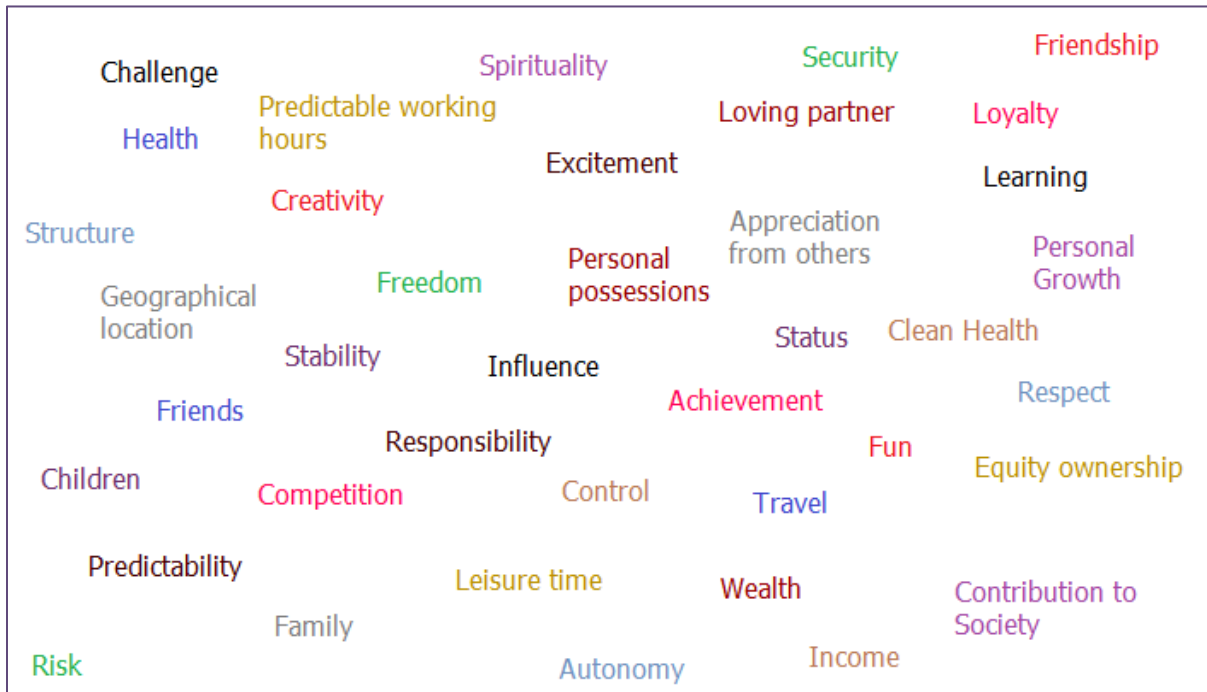 Friendship
Security
Spirituality
Challenge
Predictable working
hours
Loving partner
Loyalty
Health
Excitement
Learning
Creativity
Appreciation
from others
Structure
Personal
Growth
Personal
possessions
Freedom
Geographical
location
Clean Health
Status
Stability
Influence
Respect
Achievement
Friends
Responsibility
Fun
Equity ownership
Children
Control
Competition
Travel
Predictability
Leisure time
Wealth
Contribution to
Society
Family
Income
Risk
Autonomy